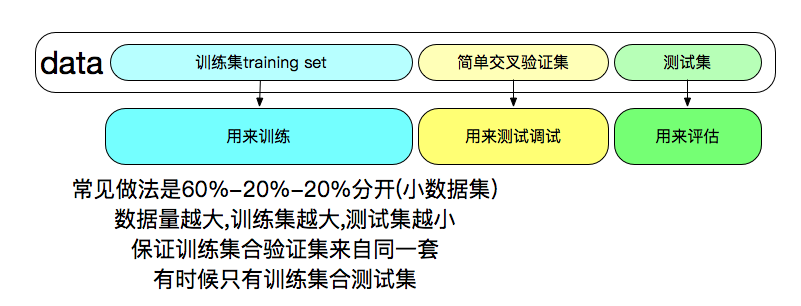 data 训练集training set 简单交叉验证集 测试集
用来训练 用来测试调试 用来评估
常见做法是60%-20%-20%分开(小数据集)
数据量越大,训练集越大,测试集越小
保证训练集合验证集来自同一套
有时候只有训练集合测试集